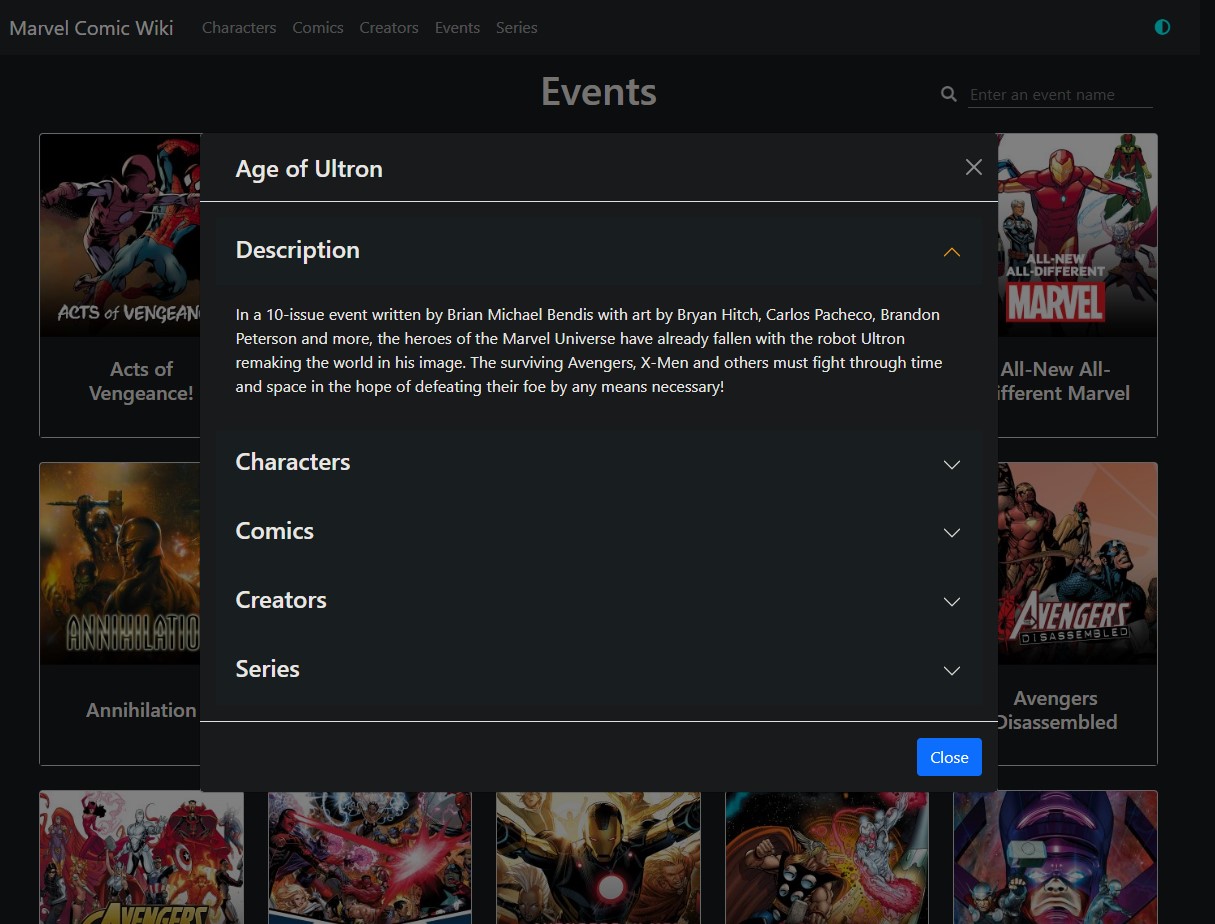 Marvel Comic Wiki Characters Comics Creators Events Series
Events
Enter an event name
Age of Ultron
Description
In a 10-issue event written by Brian Michael Bendis with art by Bryan Hitch, Carlos Pacheco, Brandon
Peterson and more, the heroes of the Marvel Universe have already fallen with the robot Ultron
remaking the world in his image. The surviving Avengers, X-Men and others must fight through time
and space in the hope of defeating their foe by any means necessary!
Characters
Comics
Creators
Series
Close
ACTS of VENGEAN
Acts of
Vengeance!
ALL-NEW
ALL-DIFFERENT
MARVEL
All-New All-
ifferent Marvel
ANNIHILATIO
Annihilation
AVENGERS
DISASSEMBLED
Avengers
Disassembled
AVENGERS